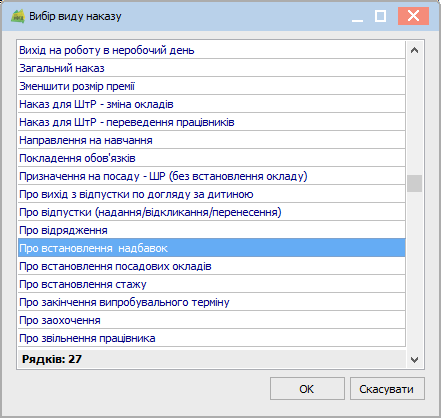 Вибір виду наказу
Вихід на роботу в неробочий день
Загальний наказ
Зменшити розмір премії
Наказ для ШтР - зміна окладів
Наказ для ШтР - переведення працівників
Направлення на навчання
Покладення обов'язків
Призначення на посаду - ШР (без встановлення окладу)
Про вихід з відпустки по догляду за дитиною
Про відпустки (надання/відкликання/перенесення)
Про відрядження
Про встановлення  надбавок
Про встановлення посадових окладів
Про встановлення стажу
Про закінчення випробувального терміну
Про заохочення
Про звільнення працівника
Рядків: 27
ОК
Скасувати